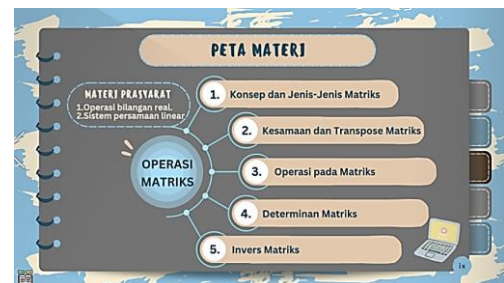 PETA MATERI
MATERI PRASYARAT
1.Operasi bilangan real.
2.Sistem persamaan linear
OPERASI
MATRIKS
1. Konsep dan Jenis-Jenis Matriks
2. Kesamaan dan Transpose Matriks
3. Operasi pada Matriks
4. Determinan Matriks
5. Invers Matriks
ix